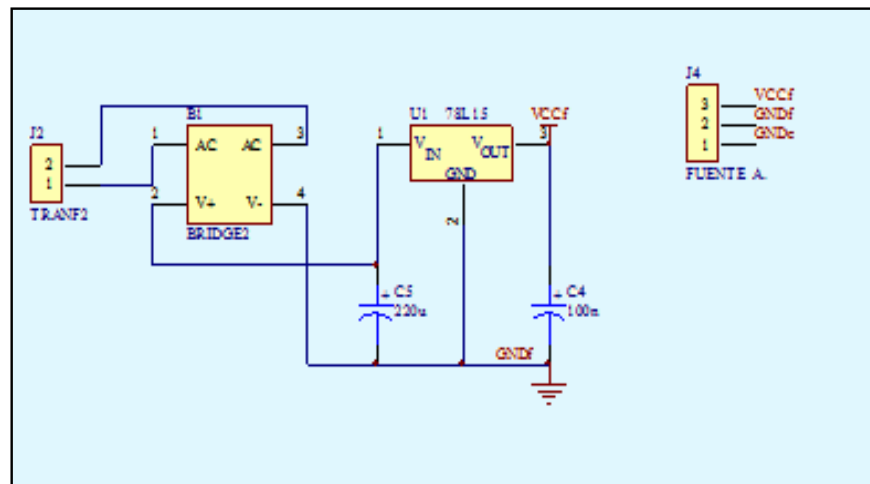 J2
2
1
TRANF2
B1
1
AC
AC
3
2
V+
V-
4
BRIDGE2
U1 78L15
1
VIN
VOUT
3
GND
2
VCCf
C5
220u
C4
100n
GNDf
J4
3
VCCf
2
GNDf
1
GNDe
FUENTE A.